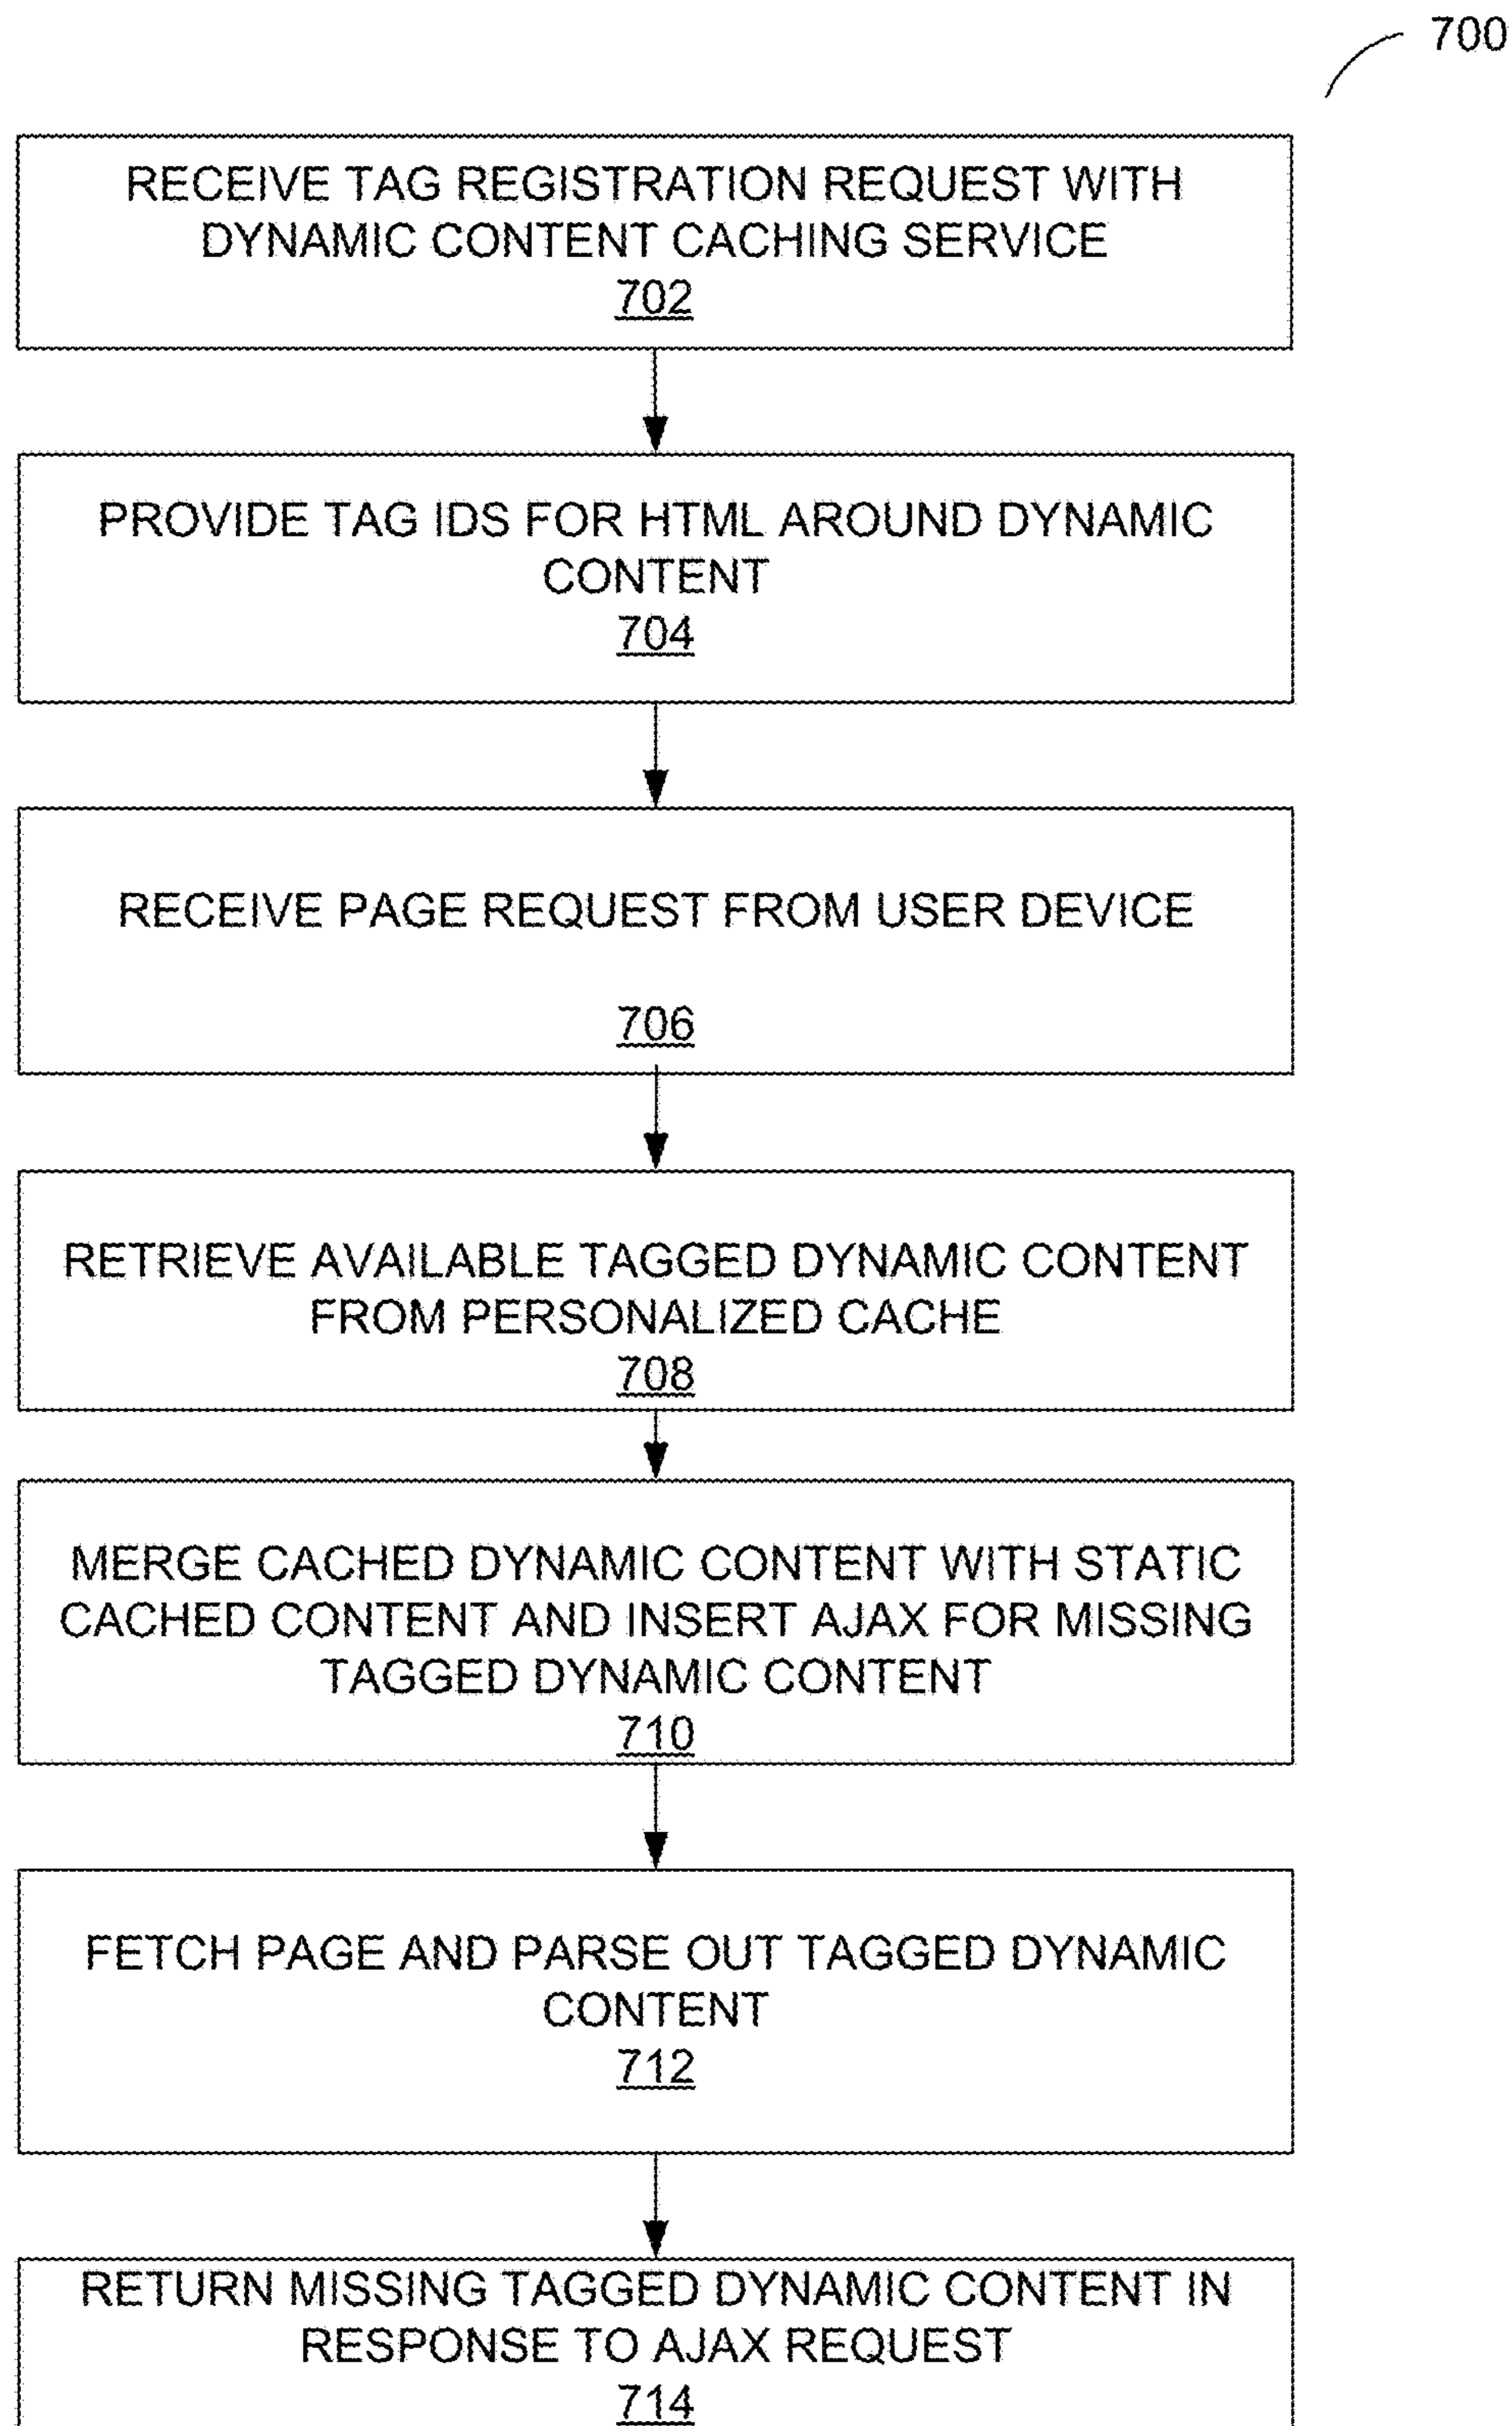 700
RECEIVE TAG REGISTRATION REQUEST WITH
DYNAMIC CONTENT CACHING SERVICE
702
PROVIDE TAG IDS FOR HTML AROUND DYNAMIC
CONTENT
704
RECEIVE PAGE REQUEST FROM USER DEVICE
706
RETRIEVE AVAILABLE TAGGED DYNAMIC CONTENT
FROM PERSONALIZED CACHE
708
MERGE CACHED DYNAMIC CONTENT WITH STATIC
CACHED CONTENT AND INSERT AJAX FOR MISSING
TAGGED DYNAMIC CONTENT
710
FETCH PAGE AND PARSE OUT TAGGED DYNAMIC
CONTENT
712
RETURN MISSING TAGGED DYNAMIC CONTENT IN
RESPONSE TO AJAX REQUEST
714